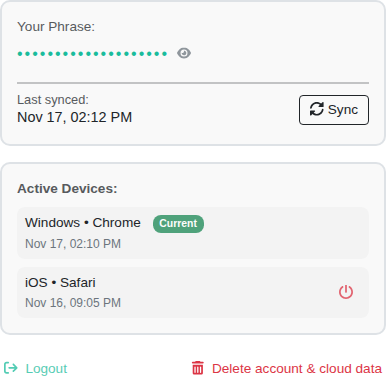 Your Phrase:
••••••••••••••••••••
Last synced:
Nov 17, 02:12 PM
Sync
Active Devices:
Windows • Chrome Current
Nov 17, 02:10 PM
iOS • Safari
Nov 16, 09:05 PM
Logout
Delete account & cloud data